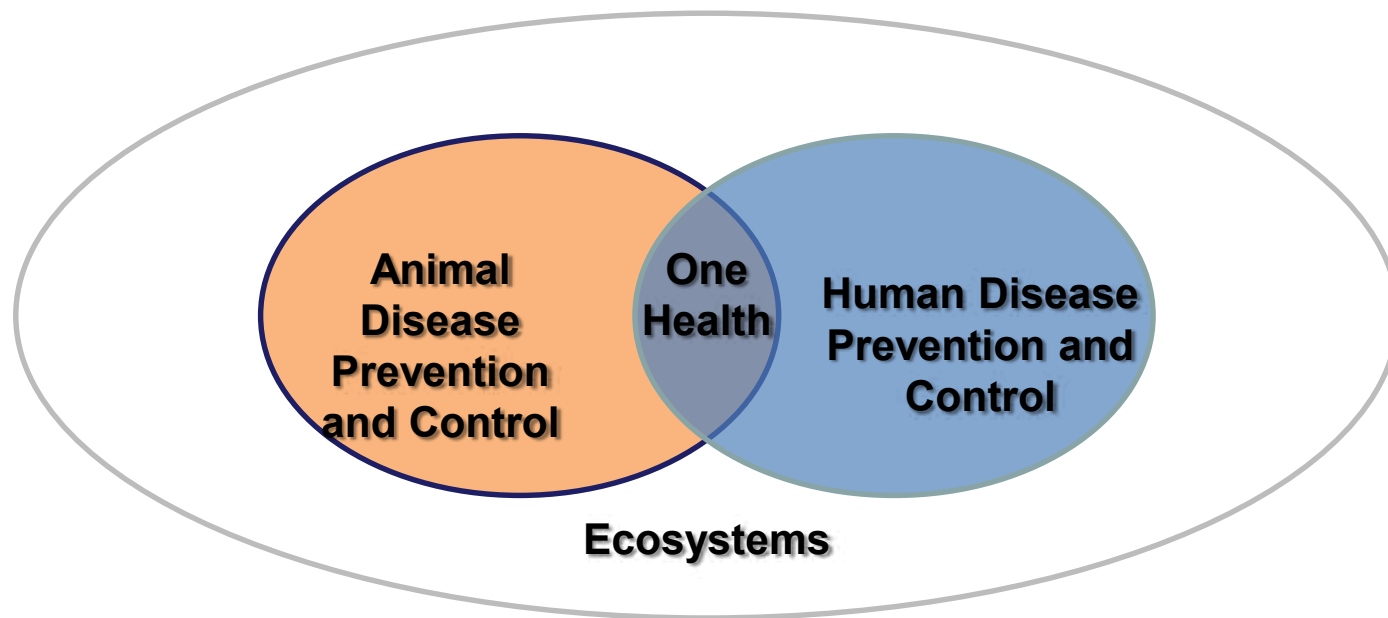 Animal
Disease
Prevention
and Control
One
Health
Human Disease
Prevention and
Control
Ecosystems